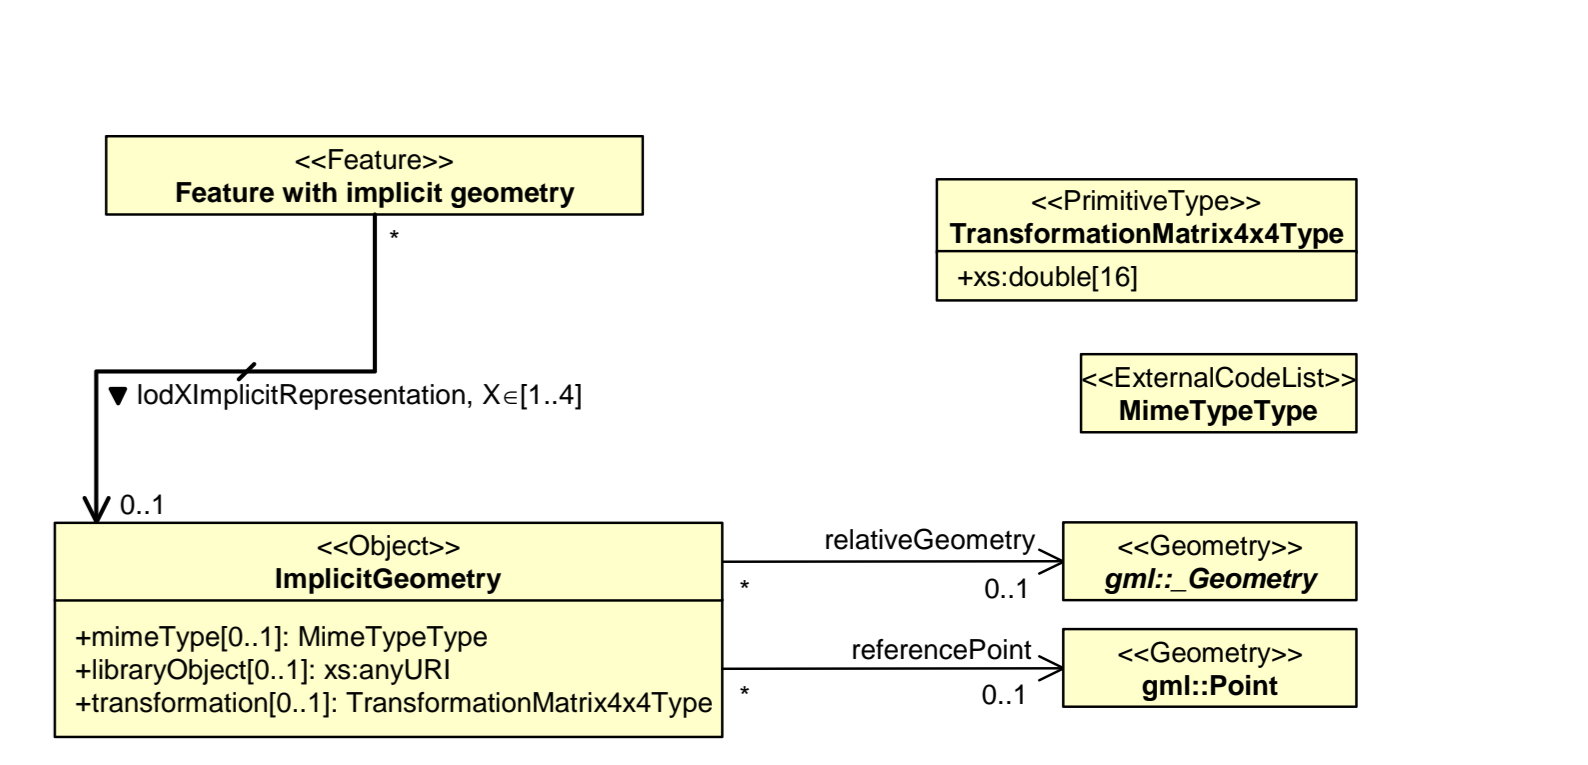 <<Feature>>
Feature with implicit geometry
*
<<PrimitiveType>>
TransformationMatrix4x4Type
+xs:double[16]
▼ lodXImplicitRepresentation, X∈[1..4]
<<ExternalCodeList>>
MimeTypeType
0..1
<<Object>>
ImplicitGeometry
+mimeType[0..1]: MimeTypeType
+libraryObject[0..1]: xs:anyURI
+transformation[0..1]: TransformationMatrix4x4Type
relativeGeometry
*
0..1
<<Geometry>>
gml::_Geometry
referencePoint
*
0..1
<<Geometry>>
gml::Point